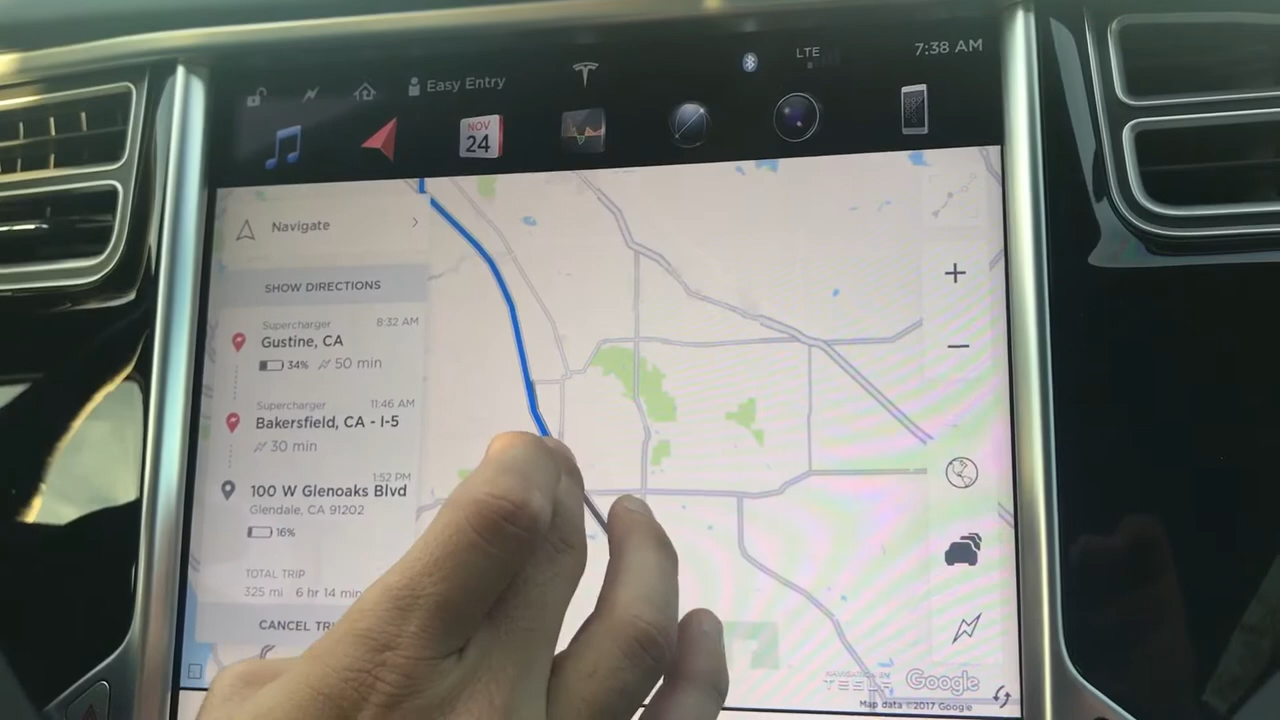 7:38 AM
LTE
Easy Entry
NOV
24
Navigate
SHOW DIRECTIONS
Supercharger 8:32 AM
Gustine, CA
34% 50 min
Supercharger 11:46 AM
Bakersfield, CA - I-5
30 min
1:52 PM
100 W Glenoaks Blvd
Glendale, CA 91202
16%
TOTAL TRIP
325 mi 6 hr 14 min
CANCEL TRI
TESLA
Google
Map data ©2017 Google